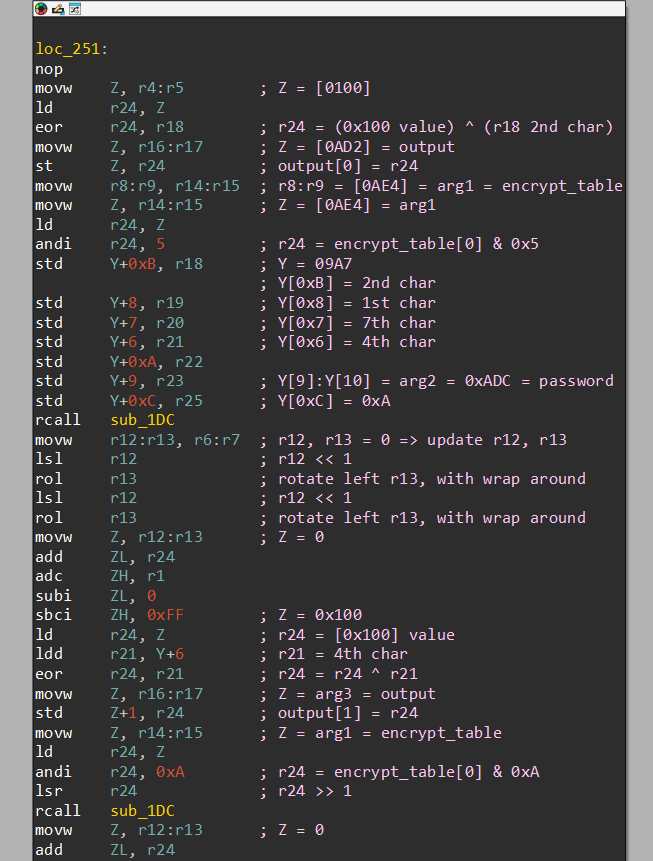 loc_251:
nop
movw Z, r4:r5 ; Z = [0100]
ld r24, Z
eor r24, r18 ; r24 = (0x100 value) ^ (r18 2nd char)
movw Z, r16:r17 ; Z = [0AD2] = output
st Z, r24 ; output[0] = r24
movw r8:r9, r14:r15 ; r8:r9 = [0AE4] = arg1 = encrypt_table
movw Z, r14:r15 ; Z = [0AE4] = arg1
ld r24, Z
andi r24, 5 ; r24 = encrypt_table[0] & 0x5
std Y+0xB, r18 ; Y = 09A7
; Y[0xB] = 2nd char
std Y+8, r19 ; Y[0x8] = 1st char
std Y+7, r20 ; Y[0x7] = 7th char
std Y+6, r21 ; Y[0x6] = 4th char
std Y+0xA, r22
std Y+9, r23 ; Y[9]:Y[10] = arg2 = 0xADC = password
std Y+0xC, r25 ; Y[0xC] = 0xA
rcall sub_1DC
movw r12:r13, r6:r7 ; r12, r13 = 0 => update r12, r13
lsl r12 ; r12 << 1
rol r13 ; rotate left r13, with wrap around
lsl r12 ; r12 << 1
rol r13 ; rotate left r13, with wrap around
movw Z, r12:r13 ; Z = 0
add ZL, r24
adc ZH, r1
subi ZL, 0
sbci ZH, 0xFF ; Z = 0x100
ld r24, Z ; r24 = [0x100] value
ldd r21, Y+6 ; r21 = 4th char
eor r24, r21 ; r24 = r24 ^ r21
movw Z, r16:r17 ; Z = arg3 = output
std Z+1, r24 ; output[1] = r24
movw Z, r14:r15 ; Z = arg1 = encrypt_table
ld r24, Z
andi r24, 0xA ; r24 = encrypt_table[0] & 0xA
lsr r24 ; r24 >> 1
rcall sub_1DC
movw Z, r12:r13 ; Z = 0
add ZL, r24